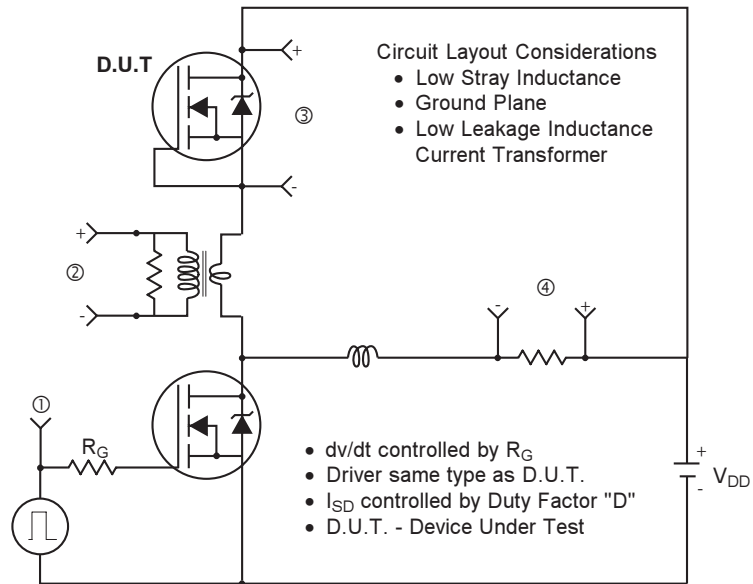 D.U.T
+
-
③
Circuit Layout Considerations
• Low Stray Inductance
• Ground Plane
• Low Leakage Inductance
Current Transformer
+
②
-
-
④
+
①
R_G
• dv/dt controlled by R_G
• Driver same type as D.U.T.
• I_SD controlled by Duty Factor "D"
• D.U.T. - Device Under Test
+
-
V_DD